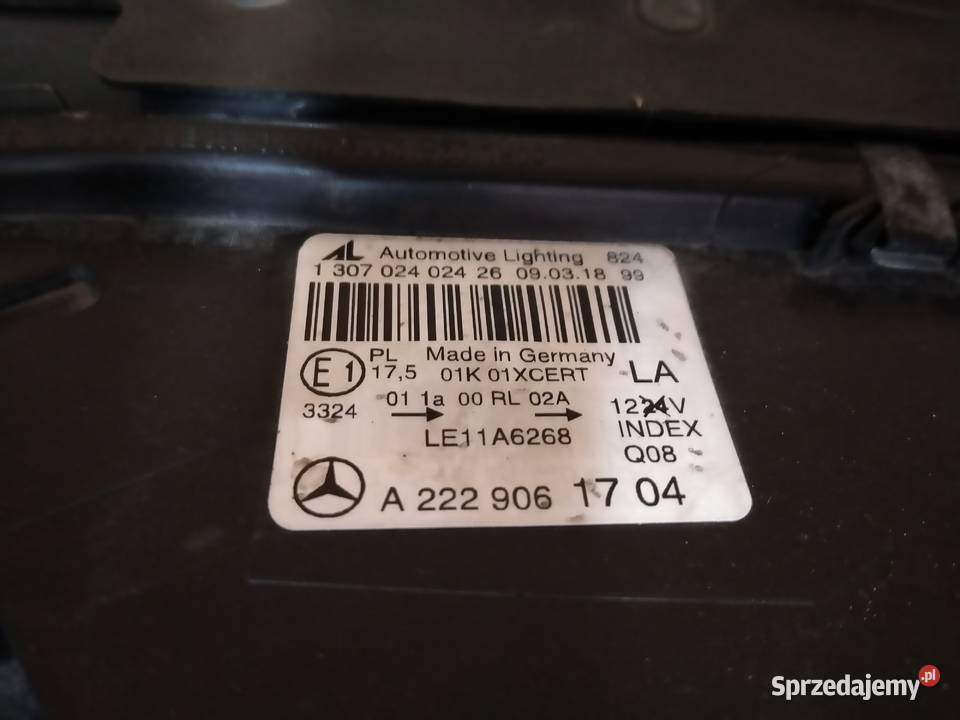 AL Automotive Lighting 824
1 307 024 024 26 09.03.18 99
E1 PL 17,5 Made in Germany
01K 01XCERT LA
3324 01 1a 00 RL 02A 1224V
LE11A6268 INDEX
Q08
A 222 906 17 04
Sprzedajemy.pl